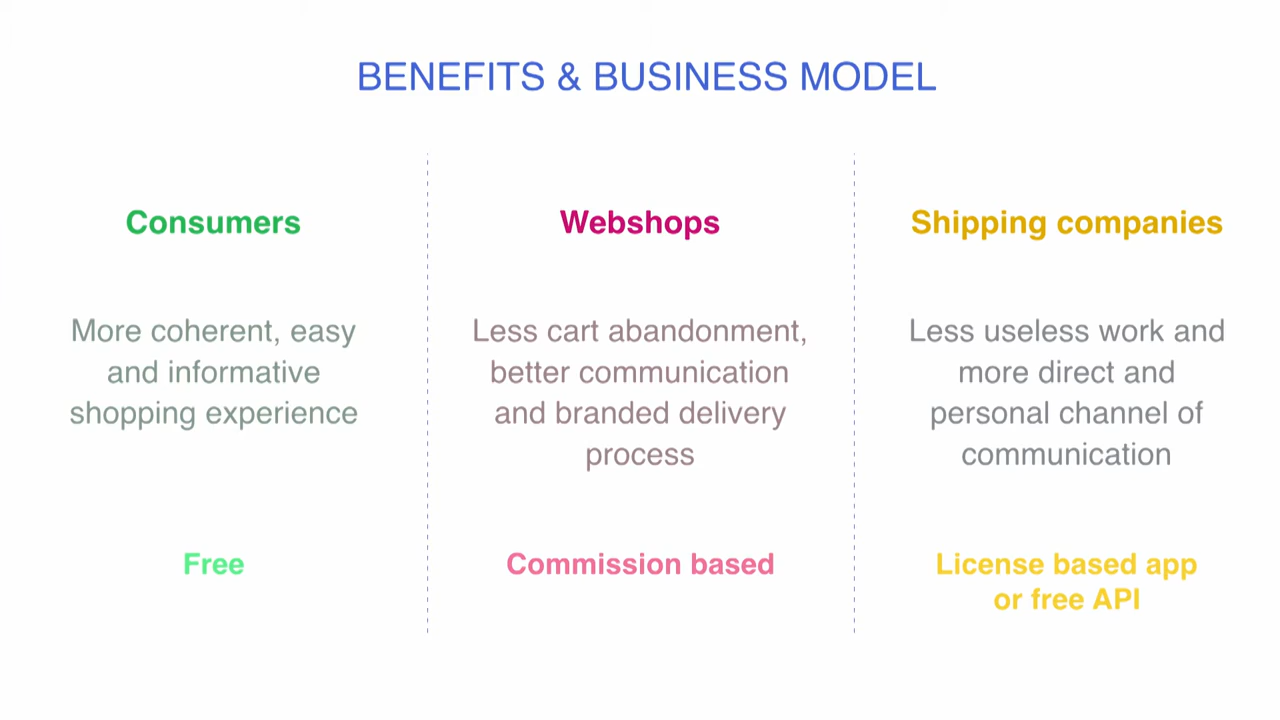 BENEFITS & BUSINESS MODEL
Consumers
More coherent, easy
and informative
shopping experience
Free
Webshops
Less cart abandonment,
better communication
and branded delivery
process
Commission based
Shipping companies
Less useless work and
more direct and
personal channel of
communication
License based app
or free API